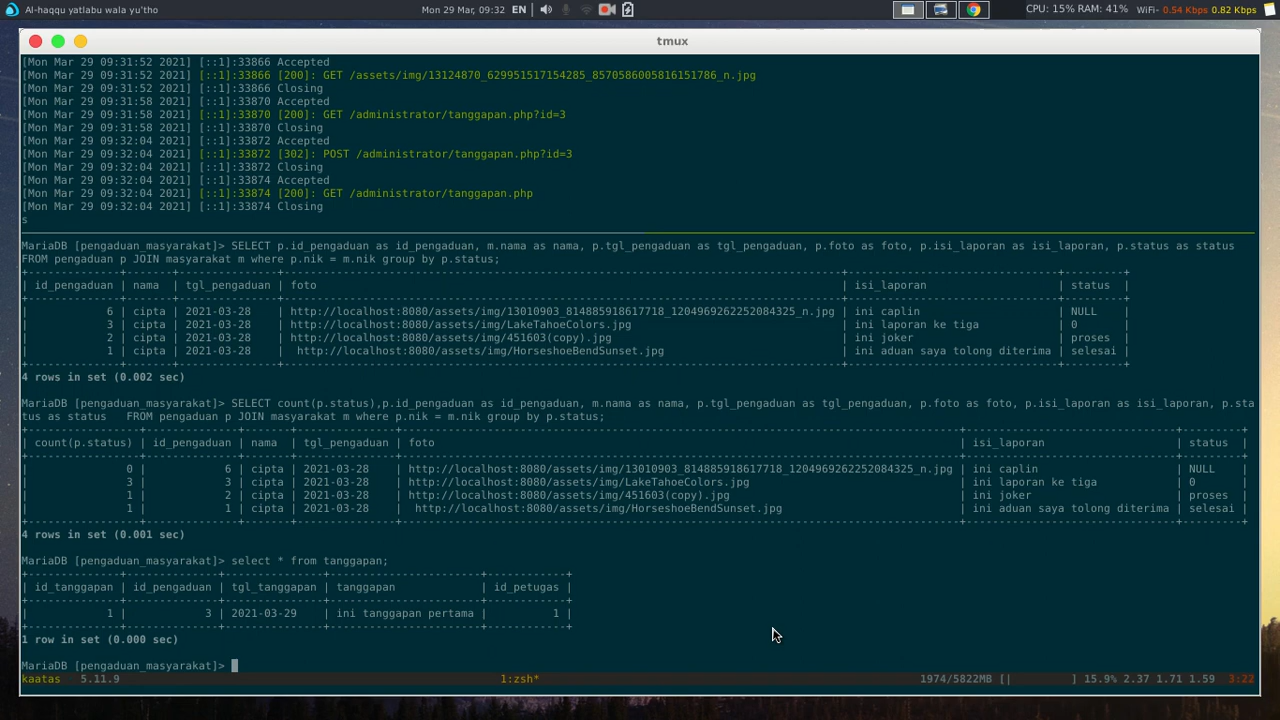 Al-haqqu yatlabu wala yu'tho
Mon 29 Mar, 09:32 EN
CPU: 15% RAM: 41% WiFi- 0.54 Kbps 0.82 Kbps
tmux
[Mon Mar 29 09:31:52 2021] [::1]:33866 Accepted
[Mon Mar 29 09:31:52 2021] [::1]:33866 [200]: GET /assets/img/13124870_629951517154285_8570586005816151786_n.jpg
[Mon Mar 29 09:31:52 2021] [::1]:33866 Closing
[Mon Mar 29 09:31:58 2021] [::1]:33870 Accepted
[Mon Mar 29 09:31:58 2021] [::1]:33870 [200]: GET /administrator/tanggapan.php?id=3
[Mon Mar 29 09:31:58 2021] [::1]:33870 Closing
[Mon Mar 29 09:32:04 2021] [::1]:33872 Accepted
[Mon Mar 29 09:32:04 2021] [::1]:33872 [302]: POST /administrator/tanggapan.php?id=3
[Mon Mar 29 09:32:04 2021] [::1]:33872 Closing
[Mon Mar 29 09:32:04 2021] [::1]:33874 Accepted
[Mon Mar 29 09:32:04 2021] [::1]:33874 [200]: GET /administrator/tanggapan.php
[Mon Mar 29 09:32:04 2021] [::1]:33874 Closing
s
MariaDB [pengaduan_masyarakat]> SELECT p.id_pengaduan as id_pengaduan, m.nama as nama, p.tgl_pengaduan as tgl_pengaduan, p.foto as foto, p.isi_laporan as isi_laporan, p.status as status
FROM pengaduan p JOIN masyarakat m where p.nik = m.nik group by p.status;
| id_pengaduan | nama | tgl_pengaduan | foto | isi_laporan | status |
| 6 | cipta | 2021-03-28 | http://localhost:8080/assets/img/13010903_814885918617718_1204969262252084325_n.jpg | ini caplin | NULL |
| 3 | cipta | 2021-03-28 | http://localhost:8080/assets/img/LakeTahoeColors.jpg | ini laporan ke tiga | 0 |
| 2 | cipta | 2021-03-28 | http://localhost:8080/assets/img/451603(copy).jpg | ini joker | proses |
| 1 | cipta | 2021-03-28 | http://localhost:8080/assets/img/HorseshoeBendSunset.jpg | ini aduan saya tolong diterima | selesai |
4 rows in set (0.002 sec)
MariaDB [pengaduan_masyarakat]> SELECT count(p.status),p.id_pengaduan as id_pengaduan, m.nama as nama, p.tgl_pengaduan as tgl_pengaduan, p.foto as foto, p.isi_laporan as isi_laporan, p.sta
tus as status FROM pengaduan p JOIN masyarakat m where p.nik = m.nik group by p.status;
| count(p.status) | id_pengaduan | nama | tgl_pengaduan | foto | isi_laporan | status |
| 0 | 6 | cipta | 2021-03-28 | http://localhost:8080/assets/img/13010903_814885918617718_1204969262252084325_n.jpg | ini caplin | NULL |
| 3 | 3 | cipta | 2021-03-28 | http://localhost:8080/assets/img/LakeTahoeColors.jpg | ini laporan ke tiga | 0 |
| 1 | 2 | cipta | 2021-03-28 | http://localhost:8080/assets/img/451603(copy).jpg | ini joker | proses |
| 1 | 1 | cipta | 2021-03-28 | http://localhost:8080/assets/img/HorseshoeBendSunset.jpg | ini aduan saya tolong diterima | selesai |
4 rows in set (0.001 sec)
MariaDB [pengaduan_masyarakat]> select * from tanggapan;
| id_tanggapan | id_pengaduan | tgl_tanggapan | tanggapan | id_petugas |
| 1 | 3 | 2021-03-29 | ini tanggapan pertama | 1 |
1 row in set (0.000 sec)
MariaDB [pengaduan_masyarakat]>
kaatas 5.11.9 1:zsh* 1974/5822MB [| ] 15.9% 2.37 1.71 1.59 3:22